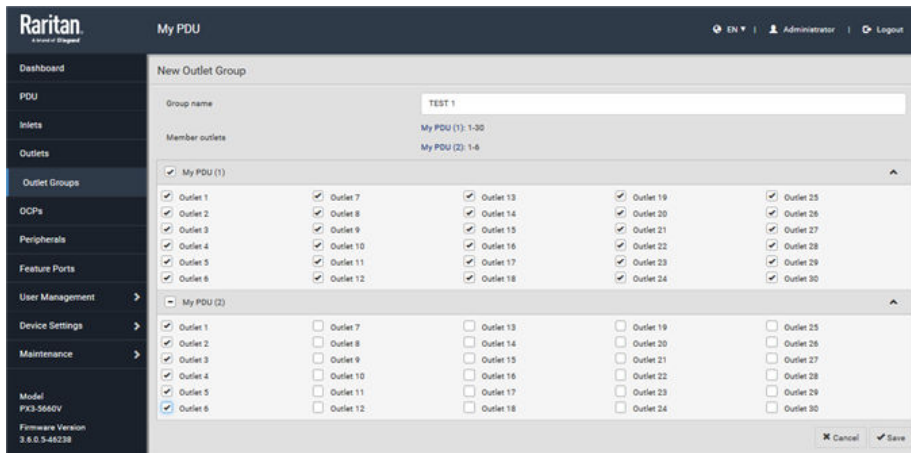 Raritan.
A brand of Legrand
My PDU
EN
Administrator
Logout
Dashboard
PDU
Inlets
Outlets
Outlet Groups
OCPs
Peripherals
Feature Ports
User Management
Device Settings
Maintenance
Model
PX3-5660V
Firmware Version
3.6.0.5-46238
New Outlet Group
Group name
TEST 1
Member outlets
My PDU (1): 1-30
My PDU (2): 1-6
My PDU (1)
Outlet 1 Outlet 7 Outlet 13 Outlet 19 Outlet 25
Outlet 2 Outlet 8 Outlet 14 Outlet 20 Outlet 26
Outlet 3 Outlet 9 Outlet 15 Outlet 21 Outlet 27
Outlet 4 Outlet 10 Outlet 16 Outlet 22 Outlet 28
Outlet 5 Outlet 11 Outlet 17 Outlet 23 Outlet 29
Outlet 6 Outlet 12 Outlet 18 Outlet 24 Outlet 30
My PDU (2)
Outlet 1 Outlet 7 Outlet 13 Outlet 19 Outlet 25
Outlet 2 Outlet 8 Outlet 14 Outlet 20 Outlet 26
Outlet 3 Outlet 9 Outlet 15 Outlet 21 Outlet 27
Outlet 4 Outlet 10 Outlet 16 Outlet 22 Outlet 28
Outlet 5 Outlet 11 Outlet 17 Outlet 23 Outlet 29
Outlet 6 Outlet 12 Outlet 18 Outlet 24 Outlet 30
Cancel Save